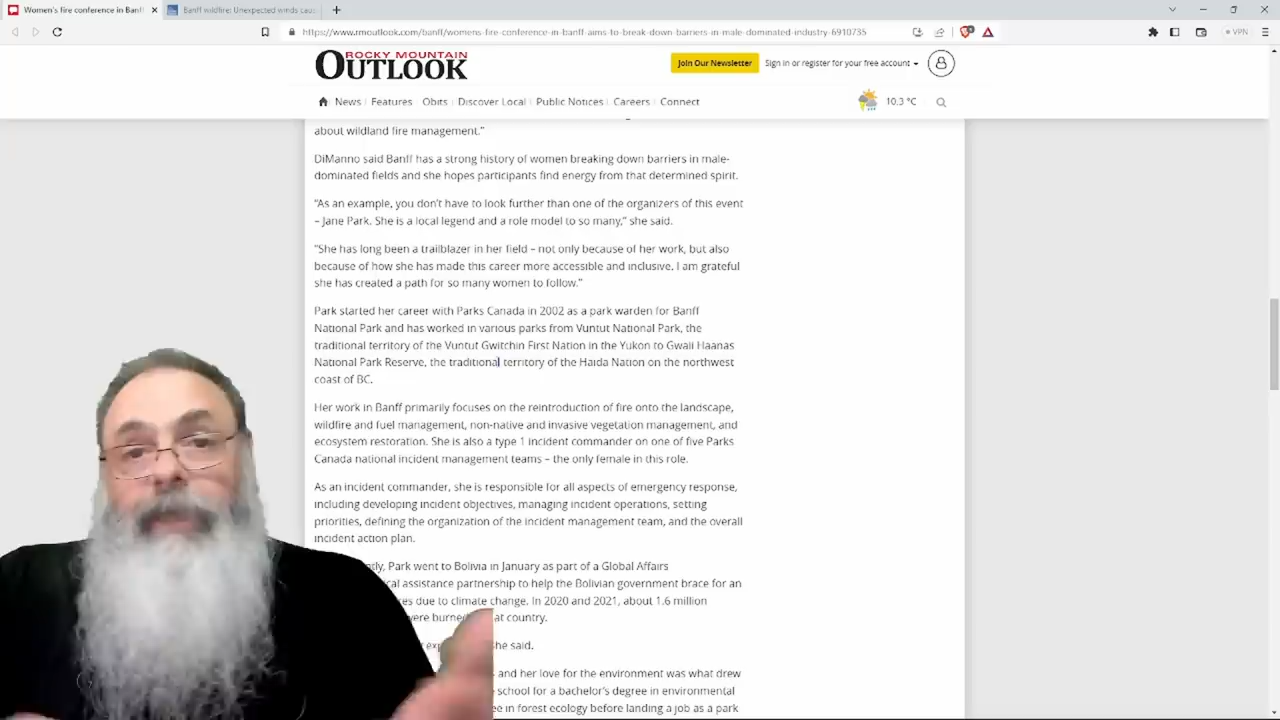 Women's fire conference in Banf
Banff wildfire: Unexpected winds cau
https://www.rmoutlook.com/banff/womens-fire-conference-in-banff-aims-to-break-down-barriers-in-male-dominated-industry-6910735
VPN
ROCKY MOUNTAIN
OUTLOOK
Join Our Newsletter
Sign in or register for your free account
News Features Obits Discover Local Public Notices Careers Connect
10.3 °C
about wildland fire management.”
DiManno said Banff has a strong history of women breaking down barriers in male-
dominated fields and she hopes participants find energy from that determined spirit.
“As an example, you don’t have to look further than one of the organizers of this event
– Jane Park. She is a local legend and a role model to so many,” she said.
“She has long been a trailblazer in her field – not only because of her work, but also
because of how she has made this career more accessible and inclusive. I am grateful
she has created a path for so many women to follow.”
Park started her career with Parks Canada in 2002 as a park warden for Banff
National Park and has worked in various parks from Vuntut National Park, the
traditional territory of the Vuntut Gwitchin First Nation in the Yukon to Gwaii Haanas
National Park Reserve, the traditional territory of the Haida Nation on the northwest
coast of BC.
Her work in Banff primarily focuses on the reintroduction of fire onto the landscape,
wildfire and fuel management, non-native and invasive vegetation management, and
ecosystem restoration. She is also a type 1 incident commander on one of five Parks
Canada national incident management teams – the only female in this role.
As an incident commander, she is responsible for all aspects of emergency response,
including developing incident objectives, managing incident operations, setting
priorities, defining the organization of the incident management team, and the overall
incident action plan.
Park went to Bolivia in January as part of a Global Affairs
assistance partnership to help the Bolivian government brace for an
due to climate change. In 2020 and 2021, about 1.6 million
country.
she said.
and her love for the environment was what drew
school for a bachelor’s degree in environmental
in forest ecology before landing a job as a park